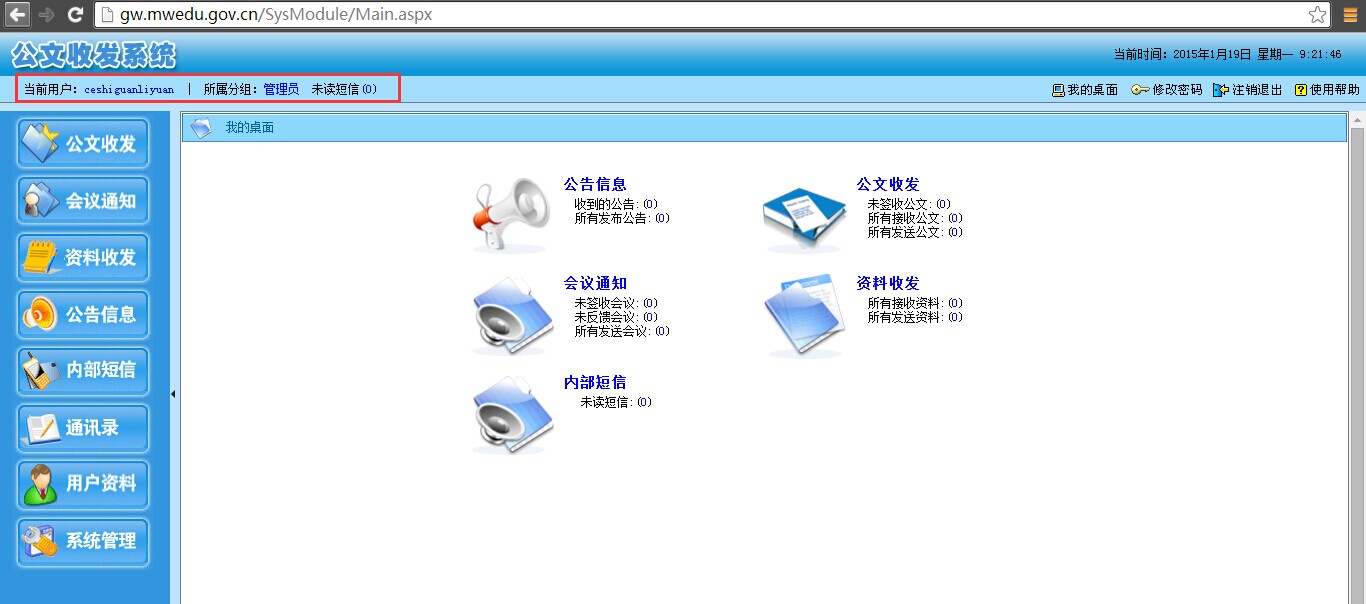 gw.mwedu.gov.cn/SysModule/Main.aspx
公文收发系统
当前时间：2015年1月19日 星期一 9:21:46
当前用户：ceshiguanliyuan | 所属分组：管理员 未读短信(0)
我的桌面 修改密码 注销退出 使用帮助
公文收发
会议通知
资料收发
公告信息
内部短信
通讯录
用户资料
系统管理
我的桌面
公告信息
收到的公告：(0)
所有发布公告：(0)
公文收发
未签收公文：(0)
所有接收公文：(0)
所有发送公文：(0)
会议通知
未签收会议：(0)
未反馈会议：(0)
所有发送会议：(0)
资料收发
所有接收资料：(0)
所有发送资料：(0)
内部短信
未读短信：(0)